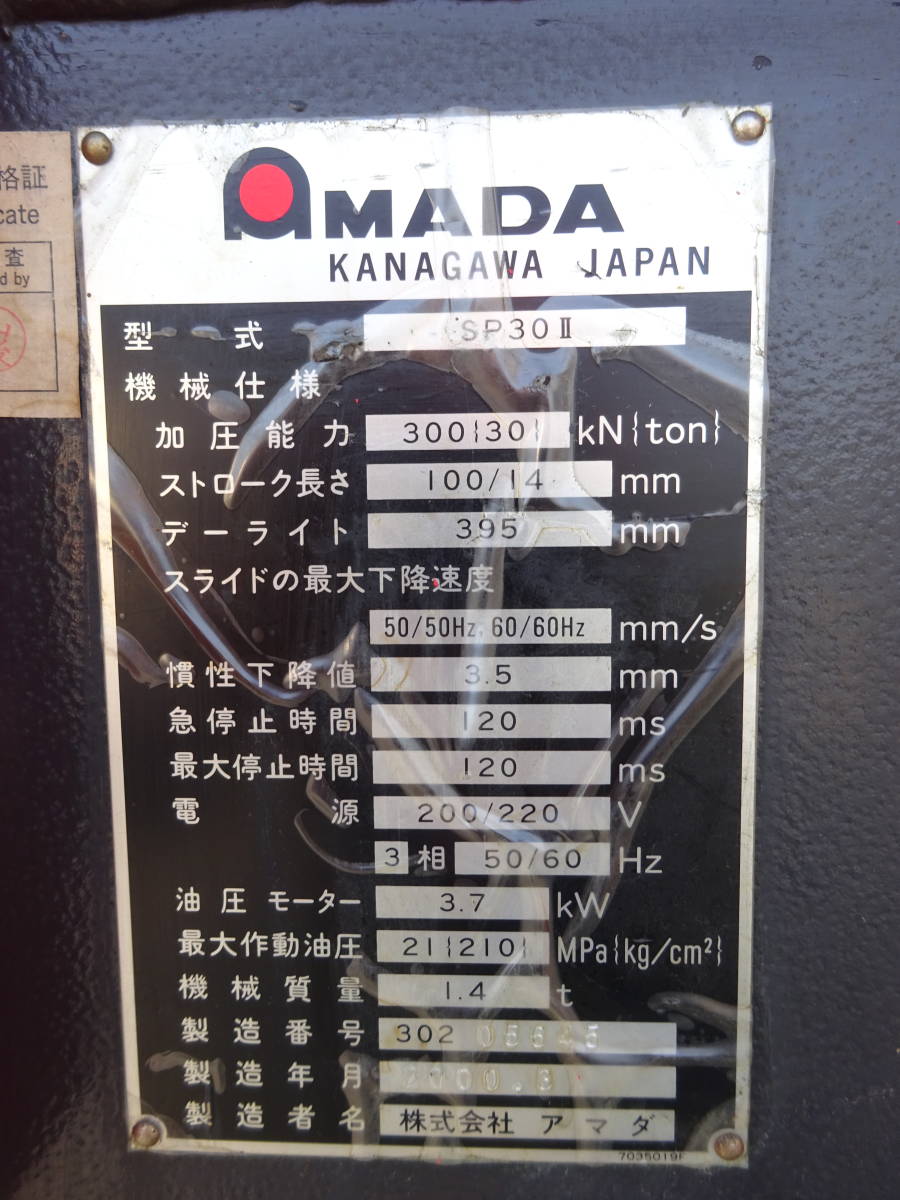 格証
cate
査
d by
AMADA
KANAGAWA JAPAN
型式 SP30Ⅱ
機械仕様
加圧能力 300{30} kN{ton}
ストローク長さ 100/14 mm
デーライト 395 mm
スライドの最大下降速度
50/50Hz, 60/60Hz mm/s
慣性下降値 3.5 mm
急停止時間 120 ms
最大停止時間 120 ms
電源 200/220 V
3相 50/60 Hz
油圧モーター 3.7 kW
最大作動油圧 21{210} MPa{kg/cm²}
機械質量 1.4 t
製造番号 302
製造年月
製造者名 株式会社 アマダ